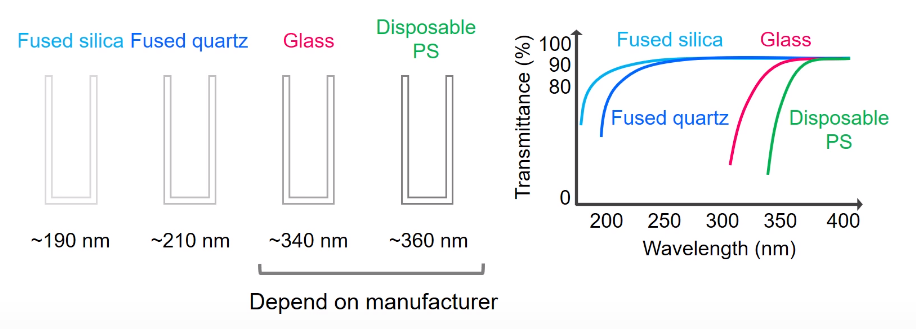 Fused silica
Fused quartz
Glass
Disposable
PS
~190 nm
~210 nm
~340 nm
~360 nm
Depend on manufacturer
Transmittance (%)
100
90
80
0
Fused silica
Glass
Fused quartz
Disposable
PS
200 250 300 350 400
Wavelength (nm)